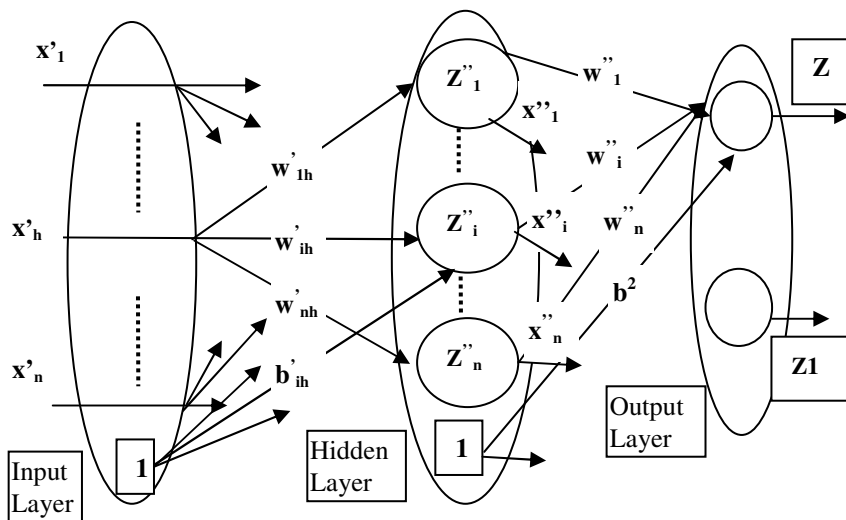 x'₁
x'ₕ
x'ₙ
w'₁ₕ
w'ᵢₕ
w'ₙₕ
b'ᵢₕ
1
Input
Layer
Z''₁
x''₁
Z''ᵢ
x''ᵢ
Z''ₙ
x''ₙ
1
Hidden
Layer
w''₁
w''ᵢ
w''ₙ
b²
Z
Z1
Output
Layer